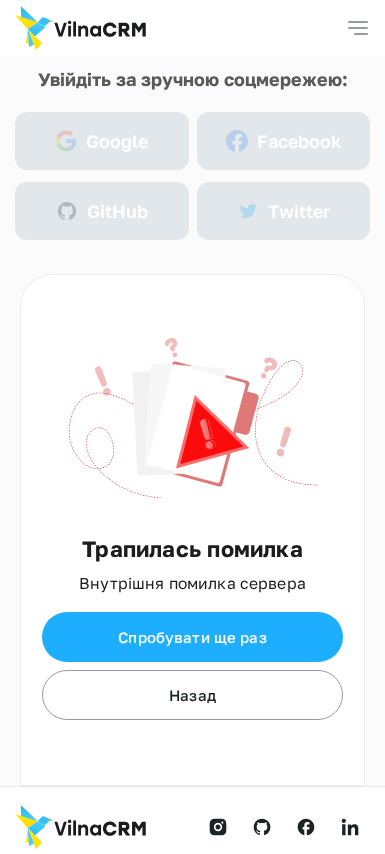 VilnaCRM
Увійдіть за зручною соцмережею:
Google
Facebook
GitHub
Twitter
Трапилась помилка
Внутрішня помилка сервера
Спробувати ще раз
Назад
VilnaCRM